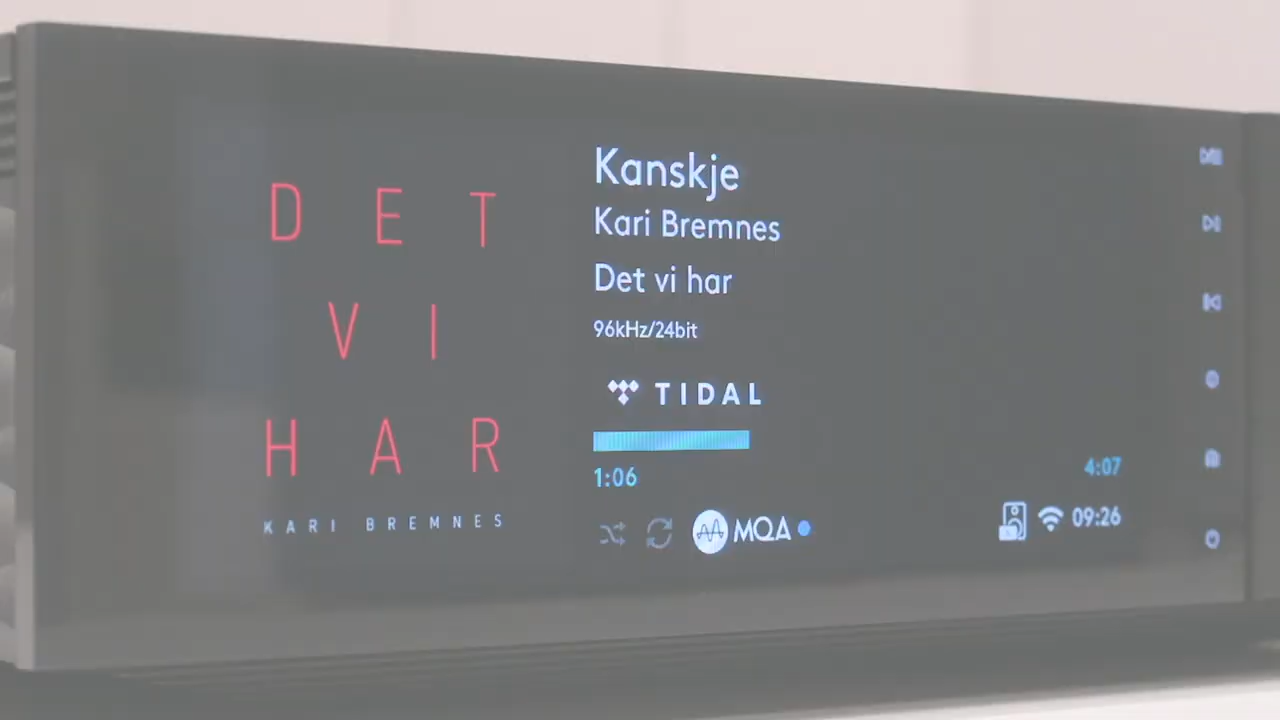 DET
VI
HAR
KARI BREMNES
Kanskje
Kari Bremnes
Det vi har
96kHz/24bit
TIDAL
1:06
4:07
MQA
09:26